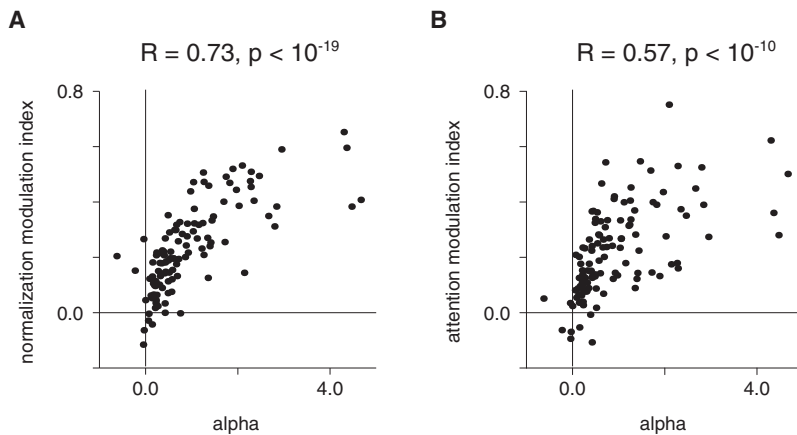 A
R = 0.73, p < 10^-19
normalization modulation index
0.8
0.0
0.0
4.0
alpha
B
R = 0.57, p < 10^-10
attention modulation index
0.8
0.0
0.0
4.0
alpha